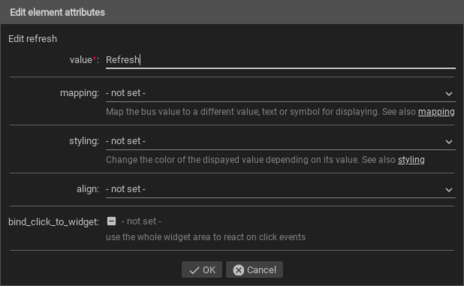 Edit element attributes
Edit refresh
value*: Refresh
mapping: - not set -
Map the bus value to a different value, text or symbol for displaying. See also mapping
styling: - not set -
Change the color of the dispayed value depending on its value. See also styling
align: - not set -
bind_click_to_widget: - not set -
use the whole widget area to react on click events
OK Cancel